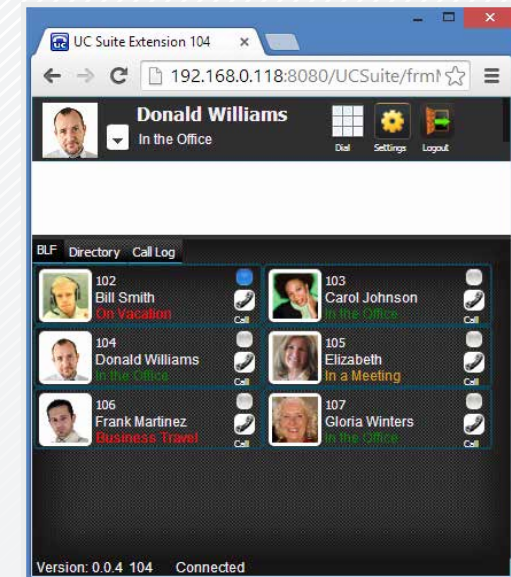 UC Suite Extension 104
192.168.0.118:8080/UCSuite/frm
Donald Williams
In the Office
Dial Settings Logout
BLF Directory Call Log
102
Bill Smith
On Vacation
Call
103
Carol Johnson
In the Office
Call
104
Donald Williams
In the Office
Call
105
Elizabeth
In a Meeting
Call
106
Frank Martinez
Business Travel
Call
107
Gloria Winters
In the Office
Call
Version: 0.0.4 104 Connected